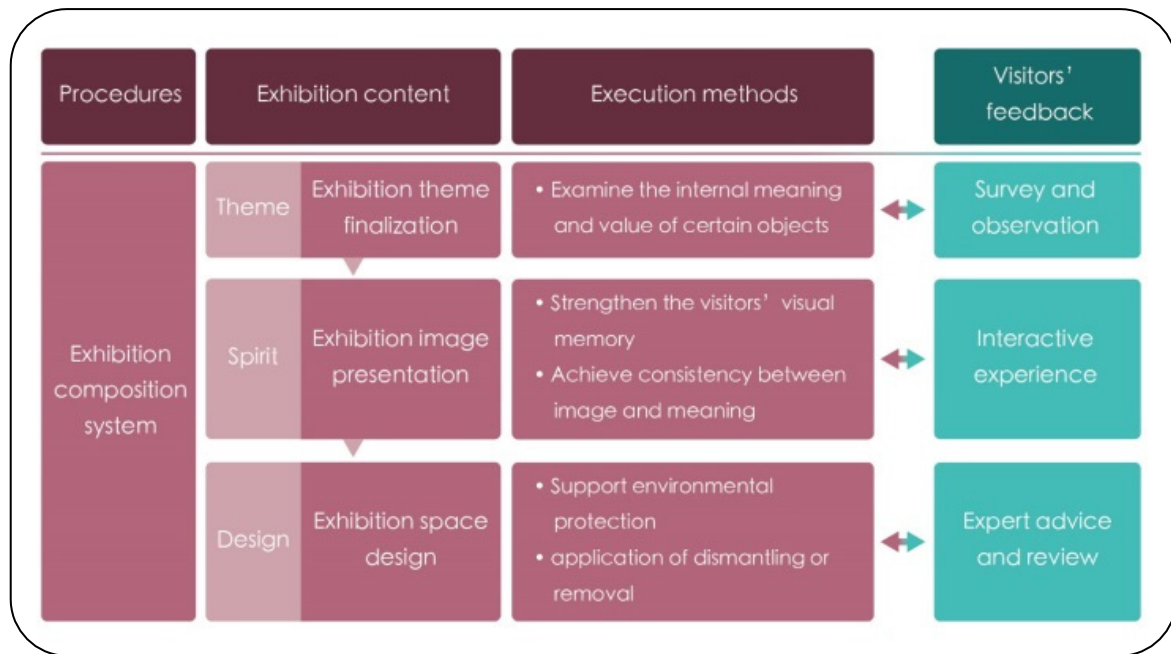 Procedures
Exhibition content
Execution methods
Visitors’
feedback
Exhibition
composition
system
Theme
Exhibition theme
finalization
• Examine the internal meaning
and value of certain objects
Survey and
observation
Spirit
Exhibition image
presentation
• Strengthen the visitors’ visual
memory
• Achieve consistency between
image and meaning
Interactive
experience
Design
Exhibition space
design
• Support environmental
protection
• application of dismantling or
removal
Expert advice
and review